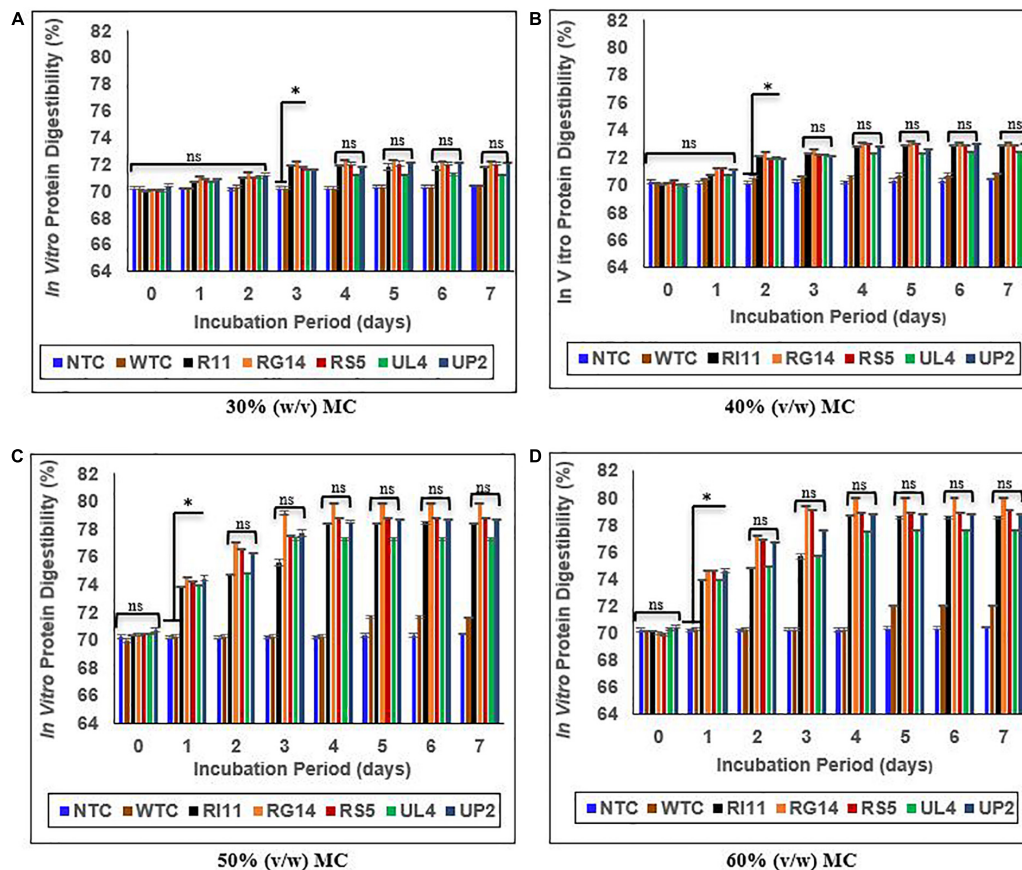 A
In Vitro Protein Digestibility (%)
82
80
78
76
74
72
70
68
66
64
ns
*
ns
ns
ns
ns
0 1 2 3 4 5 6 7
Incubation Period (days)
NTC WTC R11 RG14 RS5 UL4 UP2
30% (w/v) MC
B
In V itro Protein Digestibility (%)
82
80
78
76
74
72
70
68
66
64
ns
*
ns
ns
ns
ns
ns
0 1 2 3 4 5 6 7
Incubation Period (days)
NTC WTC RI11 RG14 RS5 UL4 UP2
40% (v/w) MC
C
In Vitro Protein Digestibility (%)
82
80
78
76
74
72
70
68
66
64
ns
*
ns
ns
ns
ns
ns
ns
0 1 2 3 4 5 6 7
Incubation Period (days)
NTC WTC RI11 RG14 RS5 UL4 UP2
50% (v/w) MC
D
In Vitro Protein Digestibility (%)
82
80
78
76
74
72
70
68
66
64
ns
*
ns
ns
ns
ns
ns
ns
0 1 2 3 4 5 6 7
Incubation Period (days)
NTC WTC RI11 RG14 RS5 UL4 UP2
60% (v/w) MC